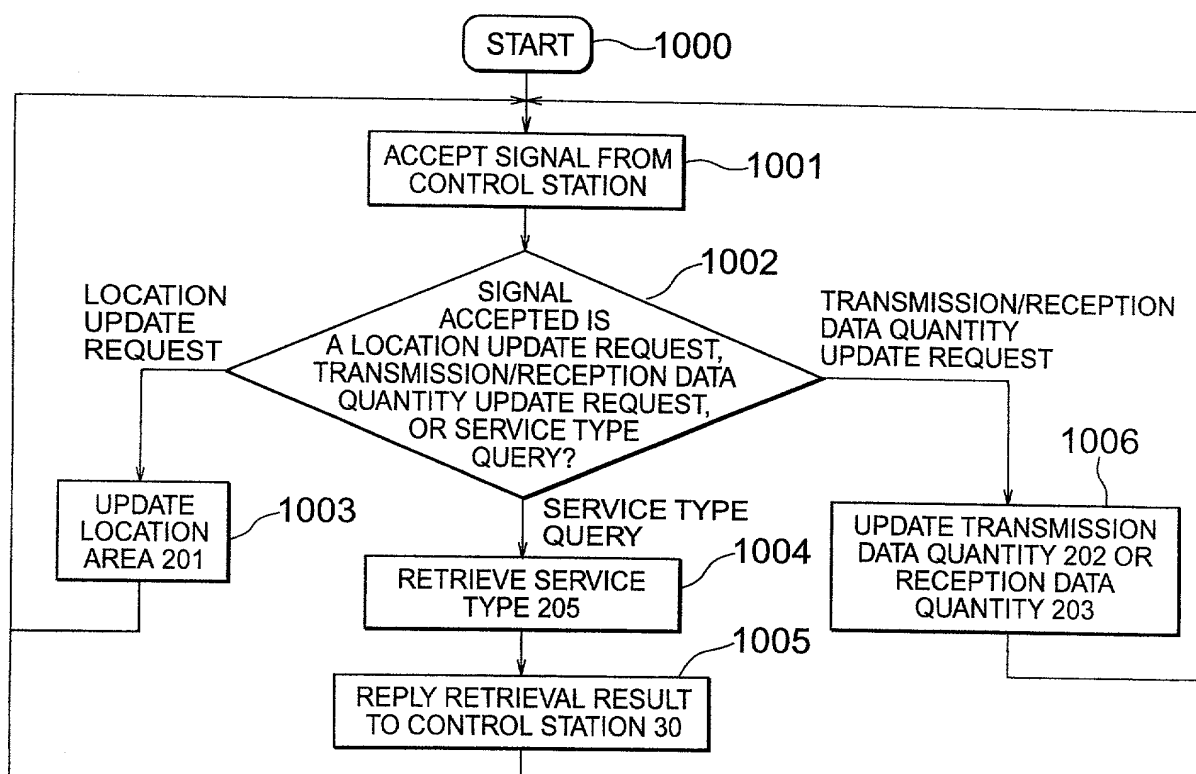 START
1000
ACCEPT SIGNAL FROM
CONTROL STATION
1001
1002
SIGNAL
ACCEPTED IS
A LOCATION UPDATE REQUEST,
TRANSMISSION/RECEPTION DATA
QUANTITY UPDATE REQUEST,
OR SERVICE TYPE
QUERY?
LOCATION
UPDATE
REQUEST
TRANSMISSION/RECEPTION
DATA QUANTITY
UPDATE REQUEST
UPDATE
LOCATION
AREA 201
1003
SERVICE TYPE
QUERY
1004
RETRIEVE SERVICE
TYPE 205
1005
REPLY RETRIEVAL RESULT
TO CONTROL STATION 30
1006
UPDATE TRANSMISSION
DATA QUANTITY 202 OR
RECEPTION DATA
QUANTITY 203